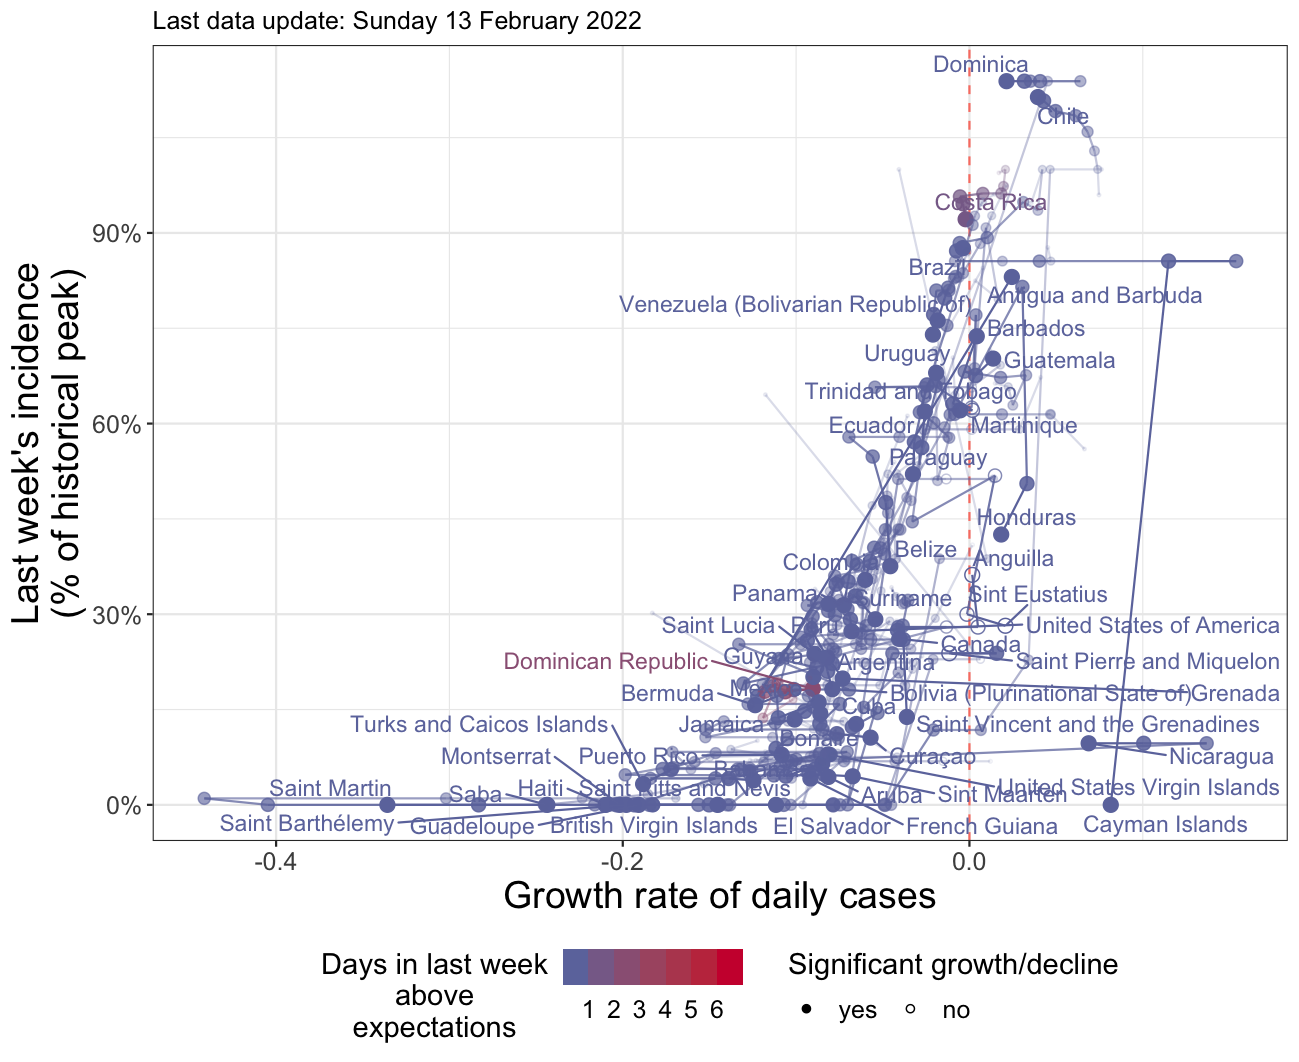 Last data update: Sunday 13 February 2022
Dominica
Chile
Costa Rica
90%
Brazil
Antigua and Barbuda
Venezuela (Bolivarian Republic of)
Barbados
Uruguay
Guatemala
Trinidad and Tobago
60%
Ecuador
Martinique
Paraguay
Honduras
Belize
Colombia
Anguilla
Panama
Suriname
Sint Eustatius
30%
Saint Lucia
Peru
United States of America
Canada
Guyana
Dominican Republic
Argentina
Saint Pierre and Miquelon
Bermuda
Bolivia (Plurinational State of)
Grenada
Cuba
Turks and Caicos Islands
Jamaica
Saint Vincent and the Grenadines
Bonaire
Montserrat
Puerto Rico
Curaçao
Nicaragua
Saint Martin
Saba
Haiti
Saint Kitts and Nevis
Aruba
Sint Maarten
United States Virgin Islands
0%
Saint Barthélemy
Guadeloupe
British Virgin Islands
El Salvador
French Guiana
Cayman Islands
-0.4
-0.2
0.0
Last week's incidence
(% of historical peak)
Growth rate of daily cases
Days in last week
above
expectations
1 2 3 4 5 6
Significant growth/decline
yes
no